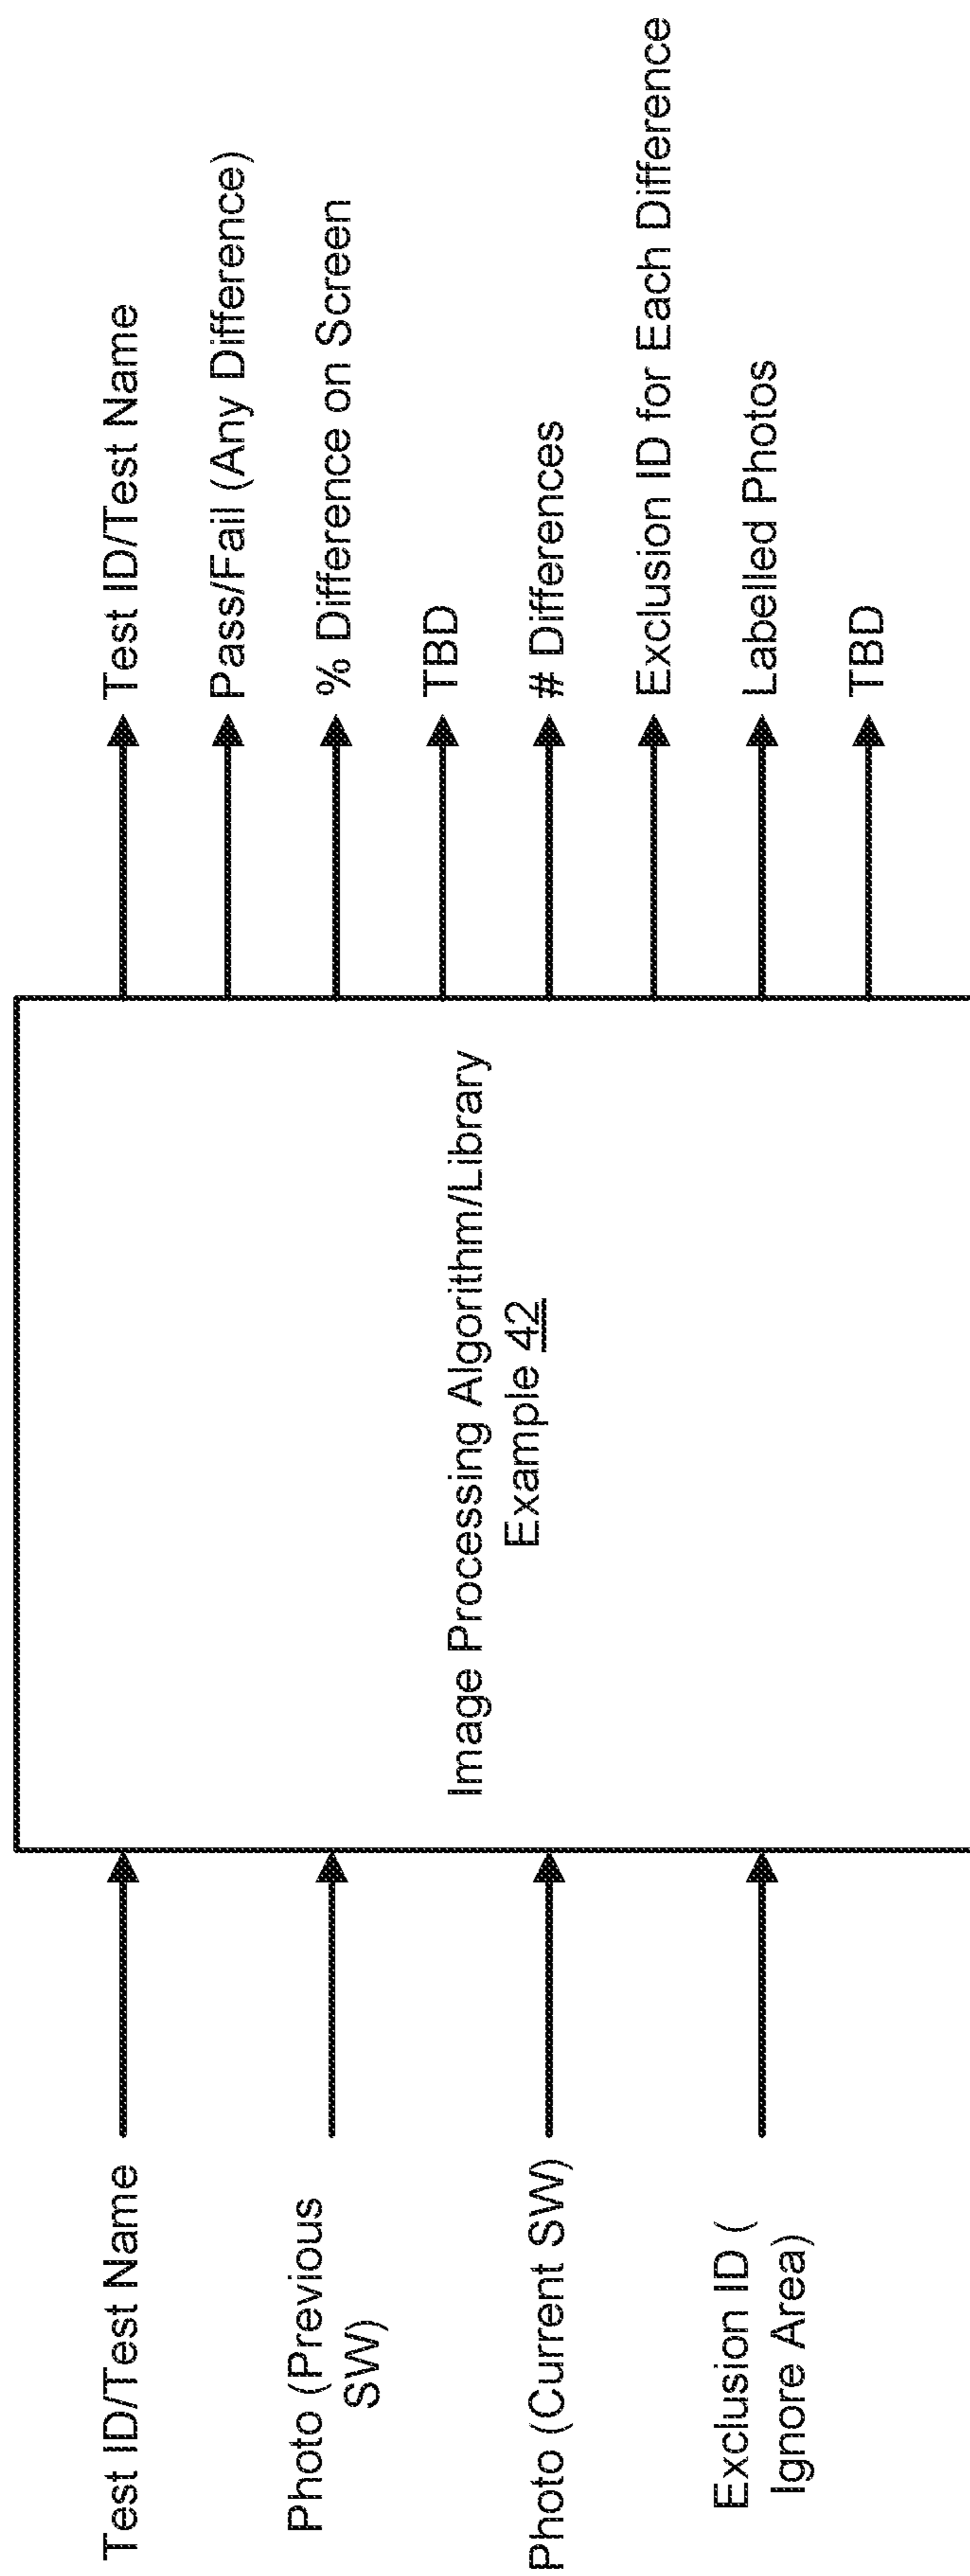 Test ID/Test Name
Photo (Previous
SW)
Photo (Current SW)
Exclusion ID (
Ignore Area)
Image Processing Algorithm/Library
Example 42
Test ID/Test Name
Pass/Fail (Any Difference)
% Difference on Screen
TBD
# Differences
Exclusion ID for Each Difference
Labelled Photos
TBD